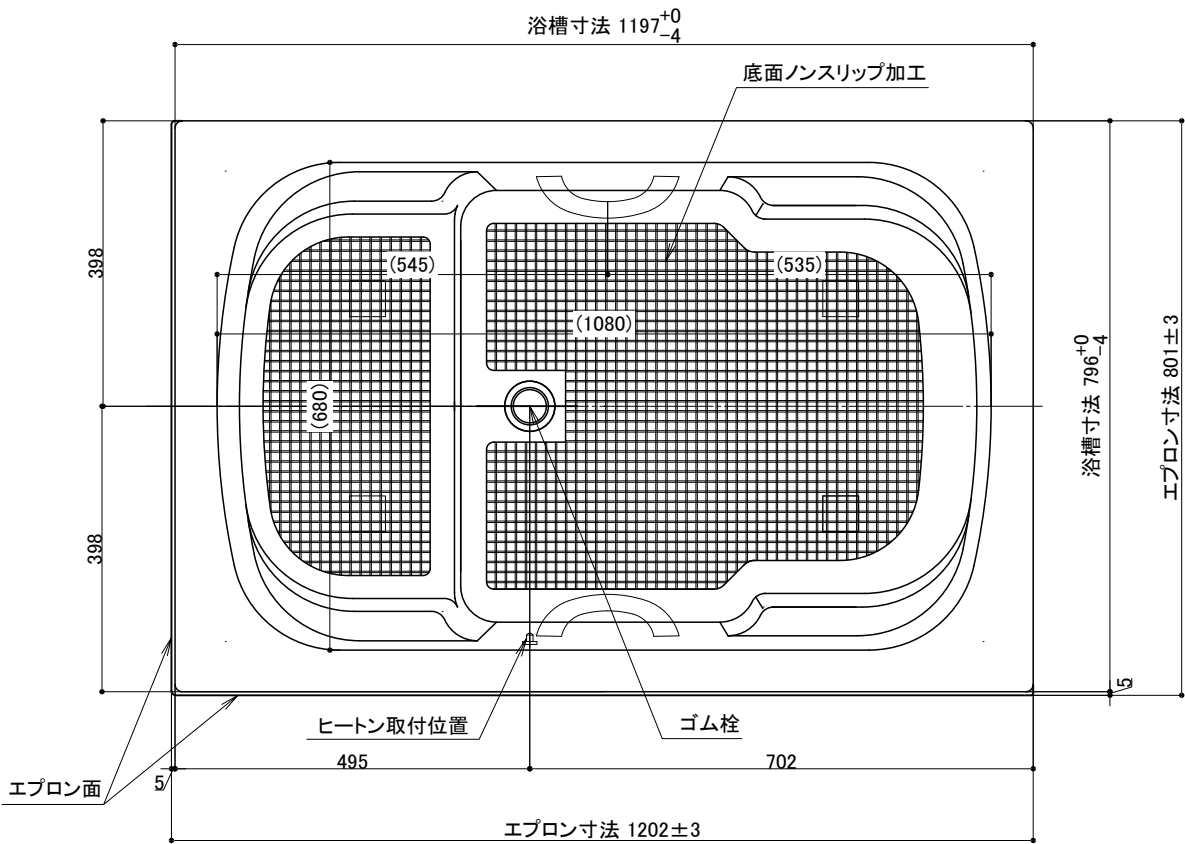 浴槽寸法 1197+0 -4
底面ノンスリップ加工
398
(545)
(535)
(1080)
(680)
浴槽寸法 796+0 -4
エプロン寸法 801±3
398
5
ヒートン取付位置
ゴム栓
495
702
エプロン面
5
エプロン寸法 1202±3